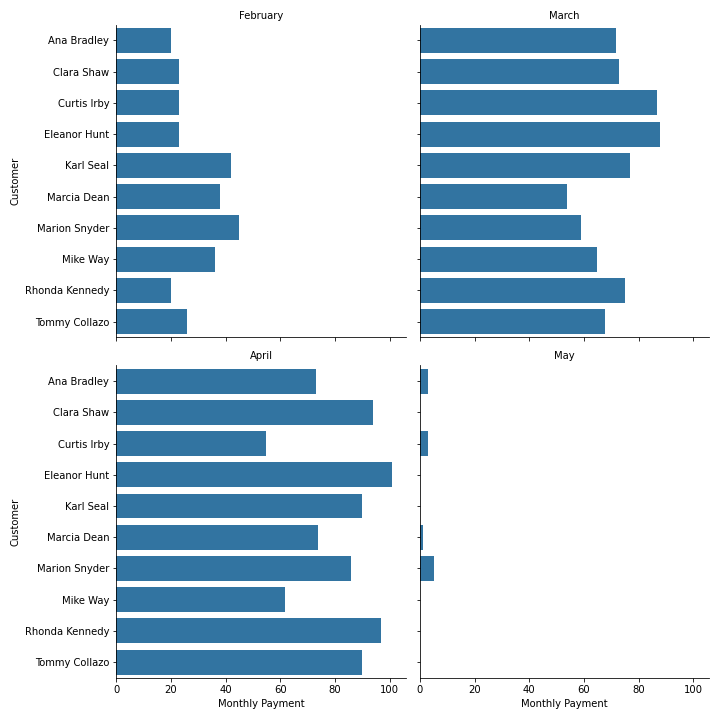 February
March
Ana Bradley
Clara Shaw
Curtis Irby
Eleanor Hunt
Karl Seal
Marcia Dean
Marion Snyder
Mike Way
Rhonda Kennedy
Tommy Collazo
Customer
April
May
Ana Bradley
Clara Shaw
Curtis Irby
Eleanor Hunt
Karl Seal
Marcia Dean
Marion Snyder
Mike Way
Rhonda Kennedy
Tommy Collazo
Customer
0 20 40 60 80 100
0 20 40 60 80 100
Monthly Payment
Monthly Payment